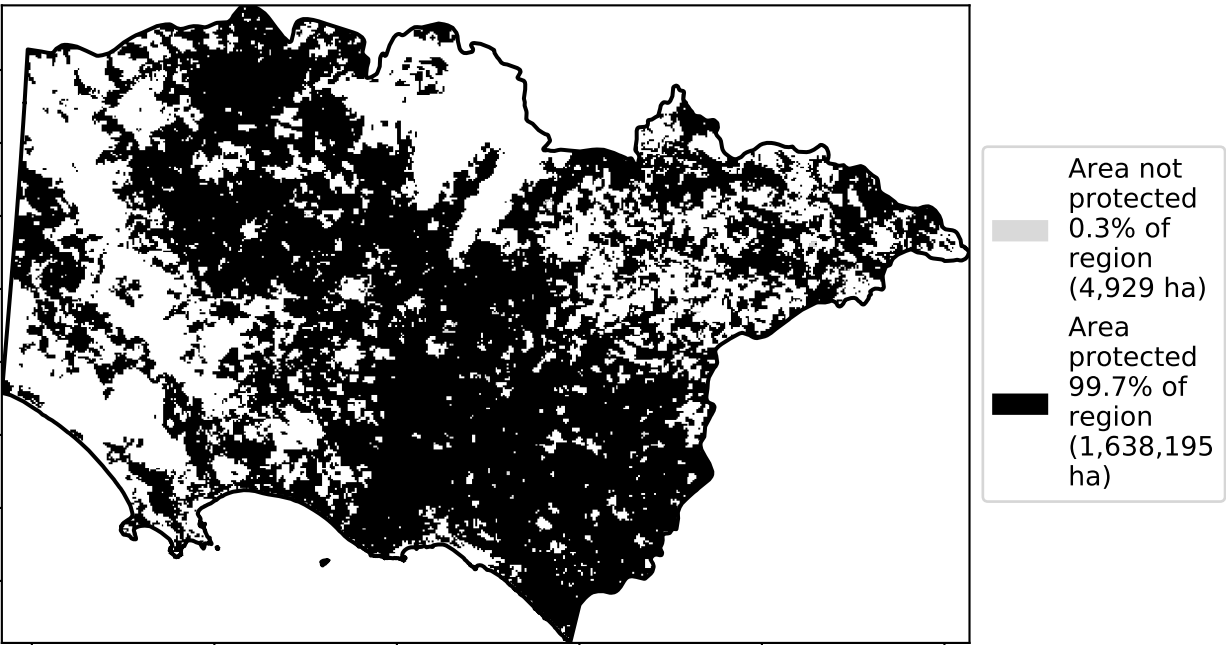 Area not
protected
0.3% of
region
(4,929 ha)
Area
protected
99.7% of
region
(1,638,195
ha)